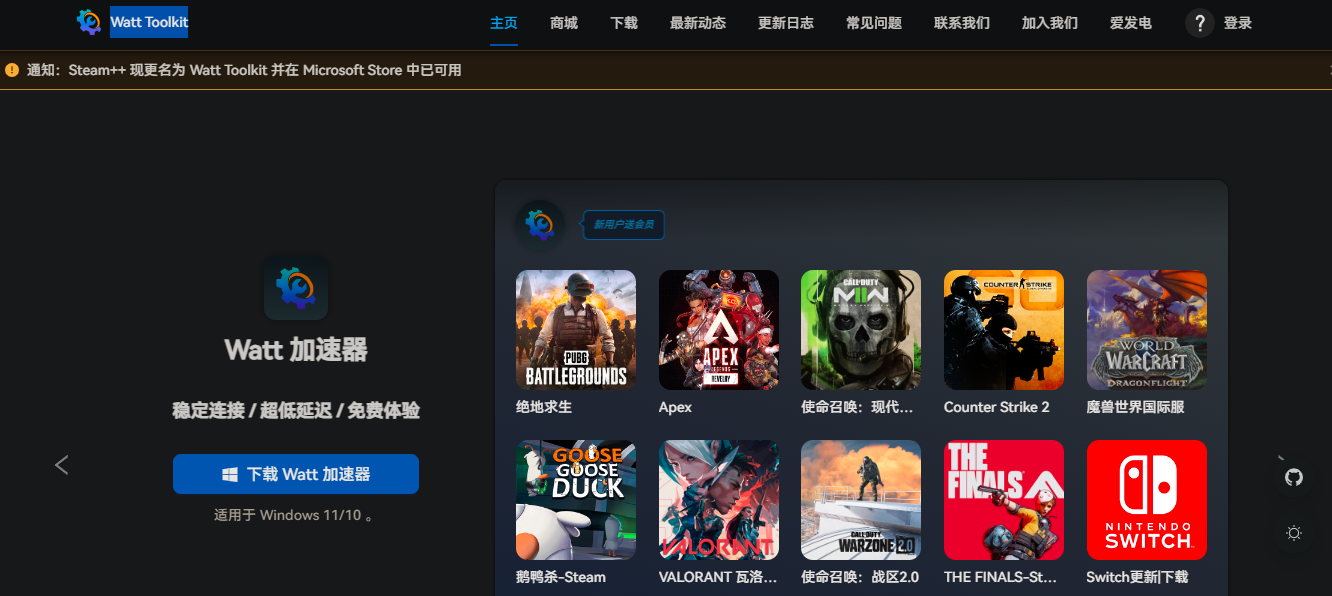 Watt Toolkit
主页 商城 下载 最新动态 更新日志 常见问题 联系我们 加入我们 爱发电 ? 登录
通知：Steam++ 现更名为 Watt Toolkit 并在 Microsoft Store 中已可用
新用户送会员
Watt 加速器
稳定连接 / 超低延迟 / 免费体验
下载 Watt 加速器
适用于 Windows 11/10 。
PUBG
BATTLEGROUNDS
APEX
LEGENDS
REVELRY
CALL OF DUTY
MWII
COUNTER STRIKE
WORLD
WARCRAFT
DRAGONFLIGHT
绝地求生 Apex 使命召唤：现代... Counter Strike 2 魔兽世界国际服
GOOSE
GOOSE
DUCK
VALORANT
CALL OF DUTY
WARZONE 2.0
THE
FINALS
NINTENDO
SWITCH
鹅鸭杀-Steam VALORANT 瓦洛... 使命召唤：战区2.0 THE FINALS-St... Switch更新|下载